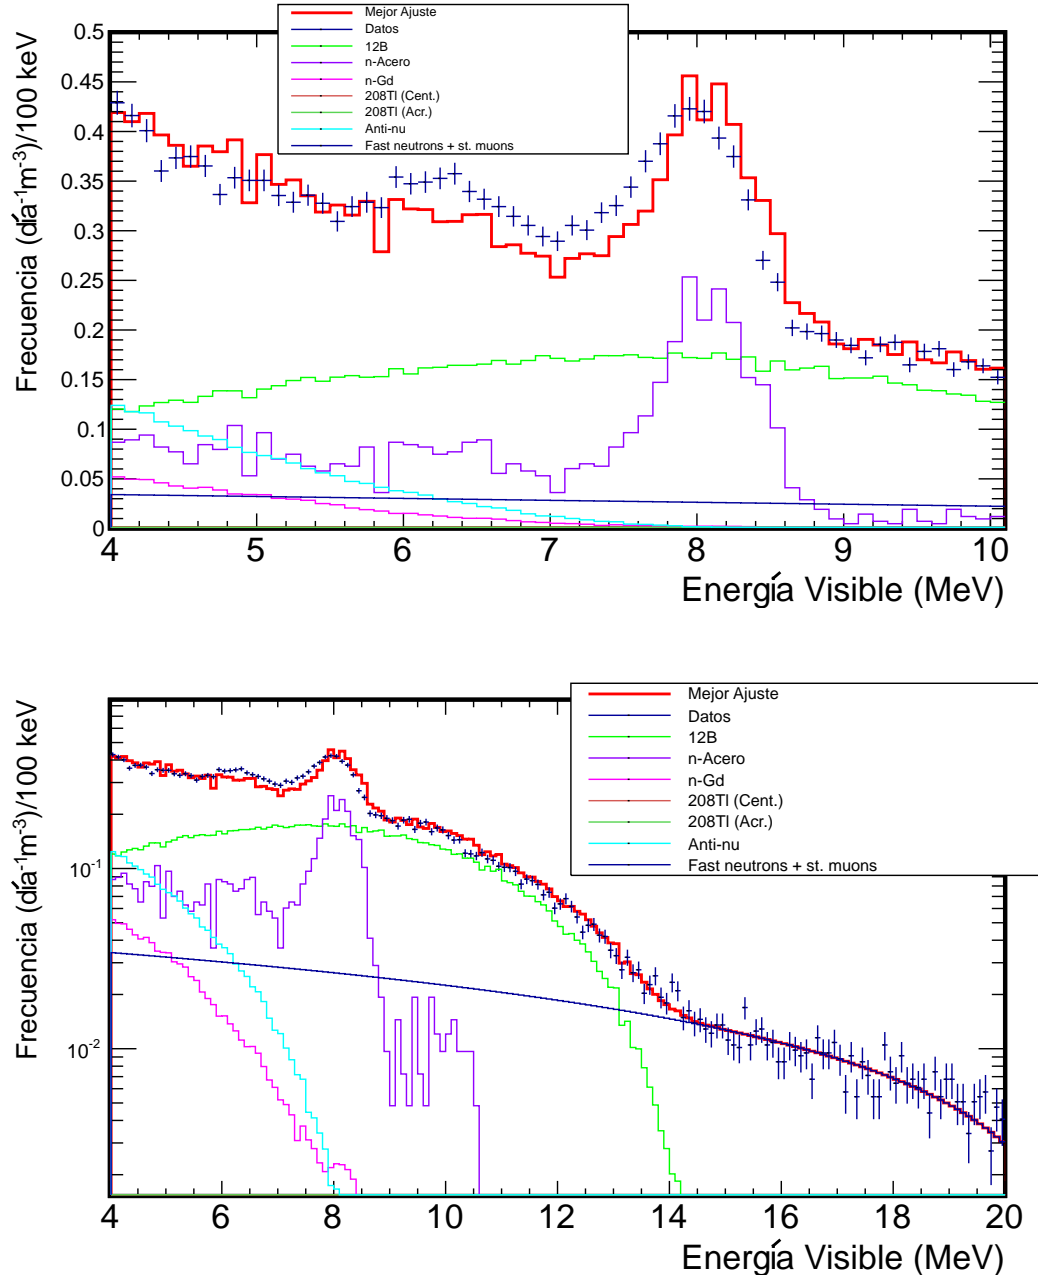 Mejor Ajuste
Datos
12B
n-Acero
n-Gd
208Tl (Cent.)
208Tl (Acr.)
Anti-nu
Fast neutrons + st. muons
0.5
0.45
0.4
0.35
0.3
0.25
0.2
0.15
0.1
0.05
0
Frecuencia (día⁻¹m⁻³)/100 keV
4 5 6 7 8 9 10
Energía Visible (MeV)
Mejor Ajuste
Datos
12B
n-Acero
n-Gd
208Tl (Cent.)
208Tl (Acr.)
Anti-nu
Fast neutrons + st. muons
10⁻¹
10⁻²
Frecuencia (día⁻¹m⁻³)/100 keV
4 6 8 10 12 14 16 18 20
Energía Visible (MeV)